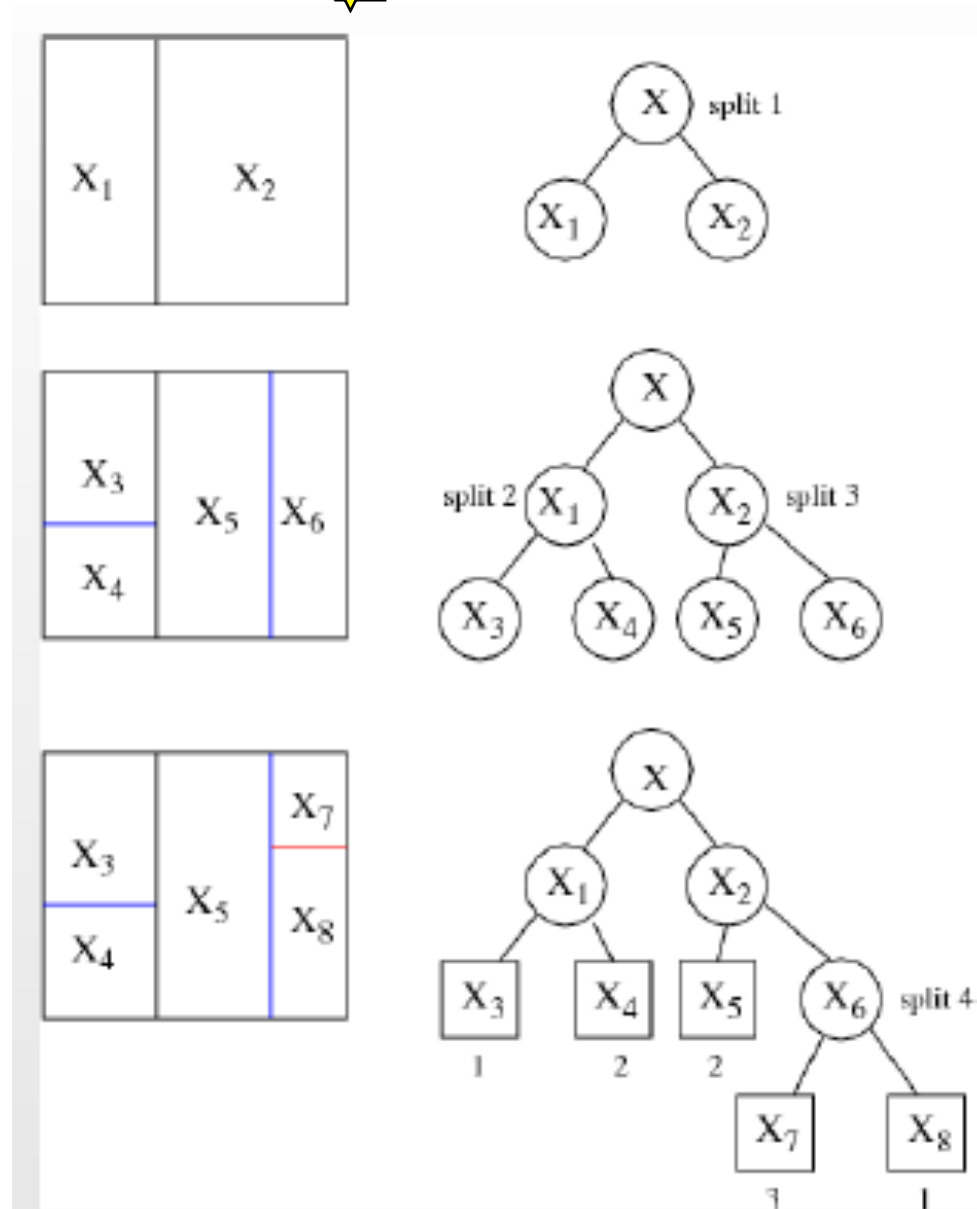 X split 1
X₁ X₂
X₁ X₂
X
split 2 X₁ X₂ split 3
X₃
X₅ X₆
X₄
X₃ X₄ X₅ X₆
X
X₇
X₃
X₁ X₂
X₅
X₈
X₄
X₃ X₄ X₅ X₆ split 4
1 2 2
X₇ X₈
3 1